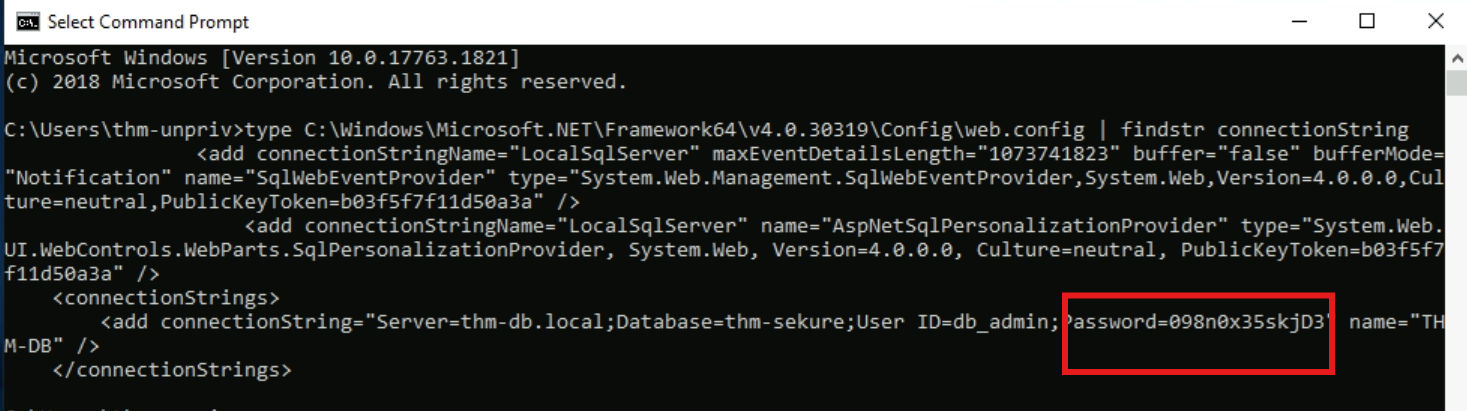 Select Command Prompt
Microsoft Windows [Version 10.0.17763.1821]
(c) 2018 Microsoft Corporation. All rights reserved.
C:\Users\thm-unpriv>type C:\Windows\Microsoft.NET\Framework64\v4.0.30319\Config\web.config | findstr connectionString
<add connectionStringName="LocalSqlServer" maxEventDetailsLength="1073741823" buffer="false" bufferMode=
"Notification" name="SqlWebEventProvider" type="System.Web.Management.SqlWebEventProvider,System.Web,Version=4.0.0.0,Cul
ture=neutral,PublicKeyToken=b03f5f7f11d50a3a" />
<add connectionStringName="LocalSqlServer" name="AspNetSqlPersonalizationProvider" type="System.Web.
UI.WebControls.WebParts.SqlPersonalizationProvider, System.Web, Version=4.0.0.0, Culture=neutral, PublicKeyToken=b03f5f7
f11d50a3a" />
<connectionStrings>
<add connectionString="Server=thm-db.local;Database=thm-sekure;User ID=db_admin;Password=098n0x35skjD3" name="TH
M-DB" />
</connectionStrings>